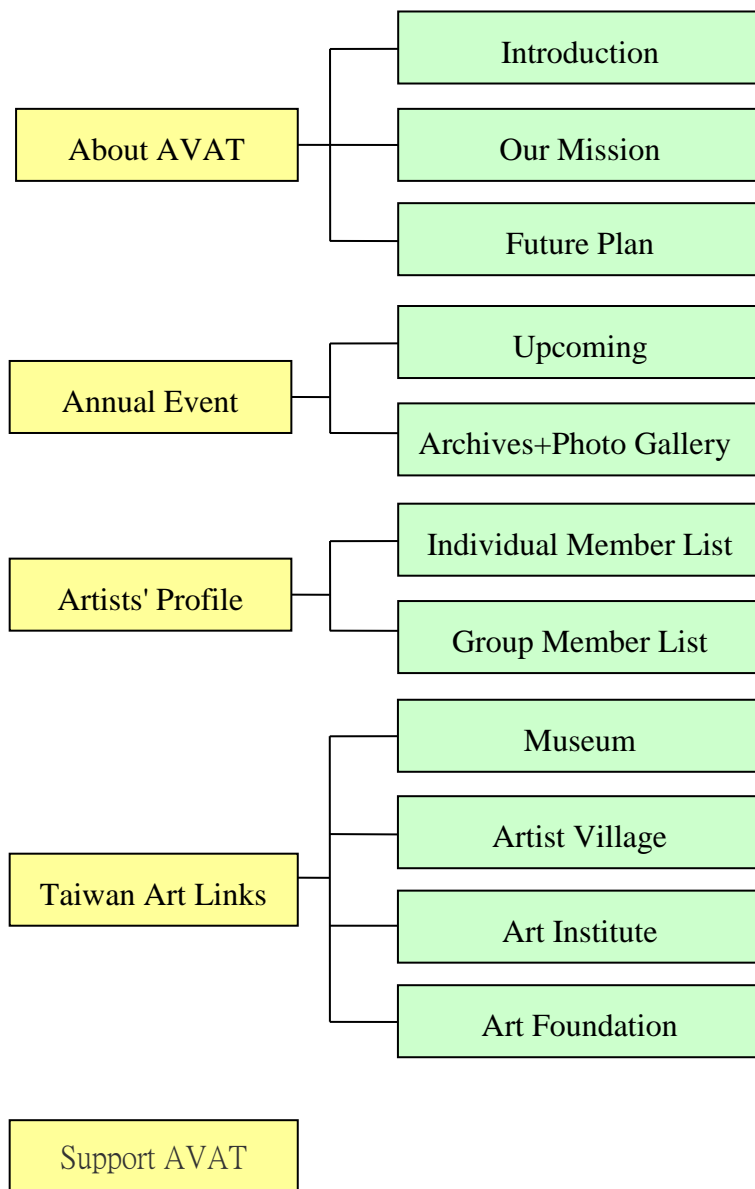 About AVAT
Introduction
Our Mission
Future Plan
Annual Event
Upcoming
Archives+Photo Gallery
Artists' Profile
Individual Member List
Group Member List
Taiwan Art Links
Museum
Artist Village
Art Institute
Art Foundation
Support AVAT